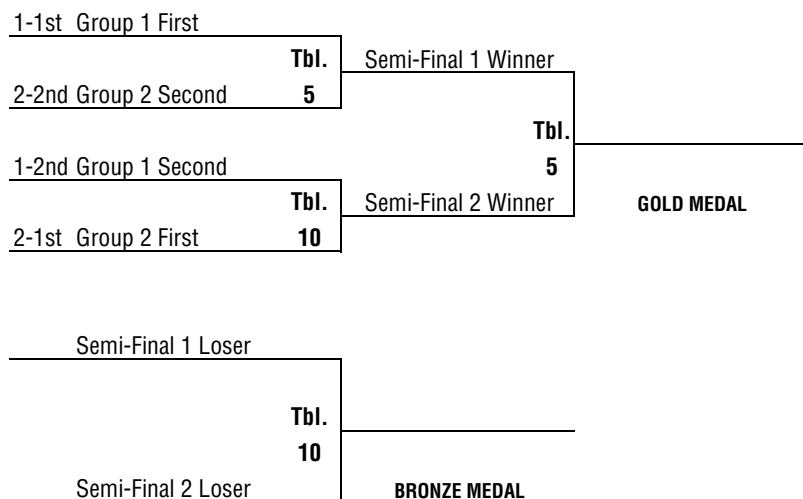 1-1st Group 1 First
Tbl. Semi-Final 1 Winner
2-2nd Group 2 Second 5
Tbl.
1-2nd Group 1 Second 5
Tbl. Semi-Final 2 Winner GOLD MEDAL
2-1st Group 2 First 10
Semi-Final 1 Loser
Tbl.
10
Semi-Final 2 Loser BRONZE MEDAL